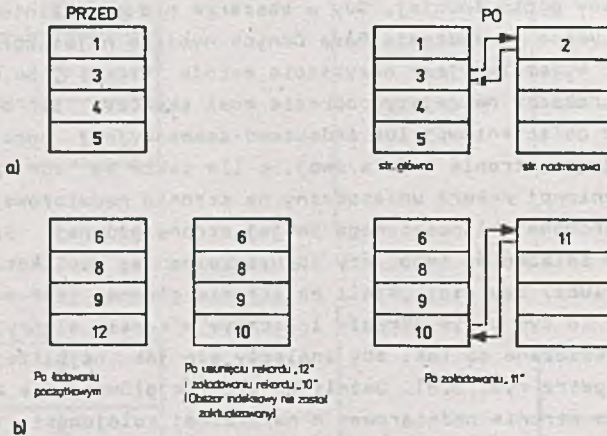 PRZED
PO
1
3
4
5
1
3
4
5
2
a)
str. główna
str. nadmiarowa
6
8
9
12
6
8
9
10
6
8
9
10
11
Po ładowaniu
początkowym
Po usunięciu rekordu „12"
i załadowaniu rekordu „10"
(Obszar indeksowy nie został
zaktualizowany)
Po załadowaniu „11"
b)